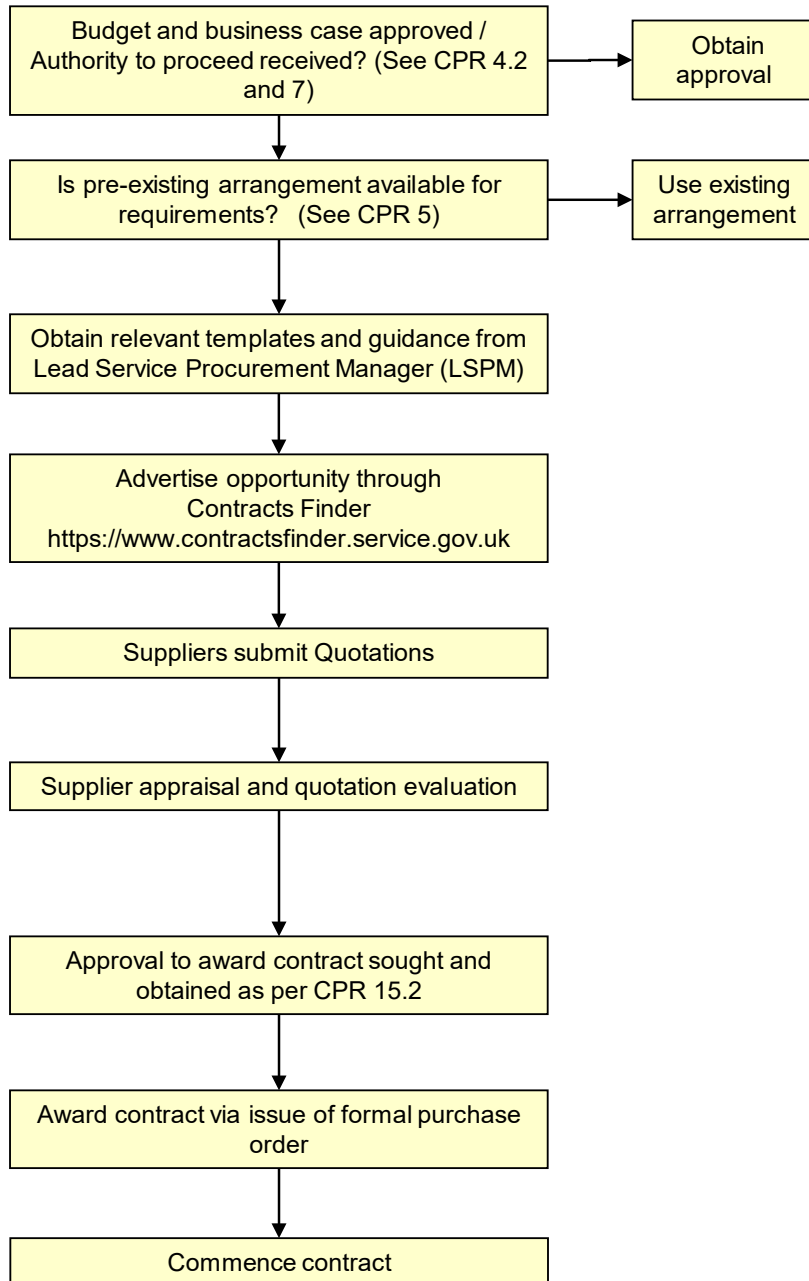 Budget and business case approved /
Authority to proceed received? (See CPR 4.2
and 7)
Obtain
approval
Is pre-existing arrangement available for
requirements? (See CPR 5)
Use existing
arrangement
Obtain relevant templates and guidance from
Lead Service Procurement Manager (LSPM)
Advertise opportunity through
Contracts Finder
https://www.contractsfinder.service.gov.uk
Suppliers submit Quotations
Supplier appraisal and quotation evaluation
Approval to award contract sought and
obtained as per CPR 15.2
Award contract via issue of formal purchase
order
Commence contract